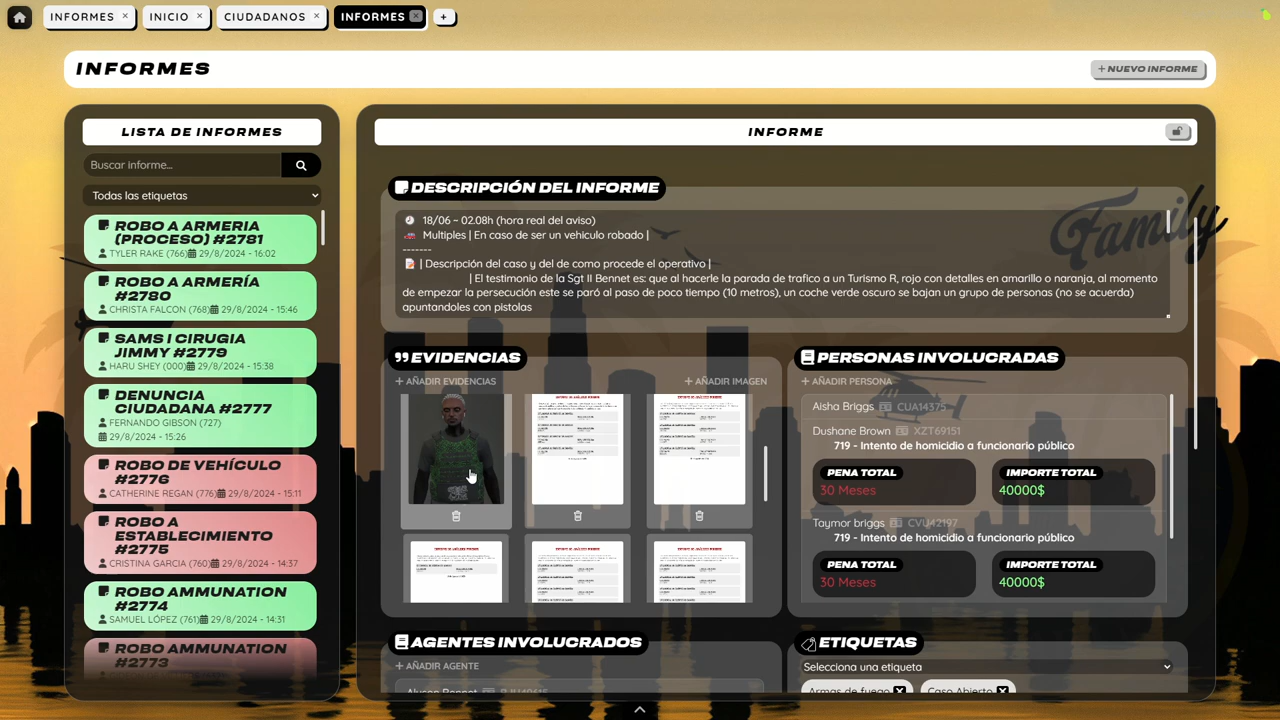 INFORMES ×
INICIO ×
CIUDADANOS ×
INFORMES ×
+
INFORMES
+ NUEVO INFORME
LISTA DE INFORMES
Buscar informe...
Todas las etiquetas
ROBO A ARMERIA
(PROCESO) #2781
TYLER RAKE (766) 29/8/2024 - 16:02
ROBO A ARMERÍA
#2780
CHRISTA FALCON (768) 29/8/2024 - 15:46
SAMS I CIRUGIA
JIMMY #2779
HARU SHEY (000) 29/8/2024 - 15:38
DENUNCIA
CIUDADANA #2777
FERNANDO GIBSON (727)
29/8/2024 - 15:26
ROBO DE VEHÍCULO
#2776
CATHERINE REGAN (776) 29/8/2024 - 15:11
ROBO A
ESTABLECIMIENTO
#2775
CRISTINA GARCIA (760) 29/8/2024 - 14:37
ROBO AMMUNATION
#2774
SAMUEL LÓPEZ (761) 29/8/2024 - 14:31
ROBO AMMUNATION
#2773
INFORME
DESCRIPCIÓN DEL INFORME
18/06 ~ 02.08h (hora real del aviso)
Multiples | En caso de ser un vehiculo robado |
-------
| Descripción del caso y del de como procede el operativo |
| El testimonio de la Sgt II Bennet es: que al hacerle la parada de trafico a un Turismo R, rojo con detalles en amarillo o naranja, al momento
de empezar la persecución este se paró al paso de poco tiempo (10 metros), un coche verde oscuro se bajan un grupo de personas (no se acuerda)
apuntandoles con pistolas
Family
EVIDENCIAS
+ AÑADIR EVIDENCIAS
+ AÑADIR IMAGEN
PERSONAS INVOLUCRADAS
+ AÑADIR PERSONA
Aisha Briggs CUA14375
Dushane Brown XZT69151
719 - Intento de homicidio a funcionario público
PENA TOTAL
30 Meses
IMPORTE TOTAL
40000$
Taymor briggs CVU42197
719 - Intento de homicidio a funcionario público
PENA TOTAL
30 Meses
IMPORTE TOTAL
40000$
AGENTES INVOLUCRADOS
+ AÑADIR AGENTE
ETIQUETAS
Selecciona una etiqueta
Armas de fuego
Caso Abierto